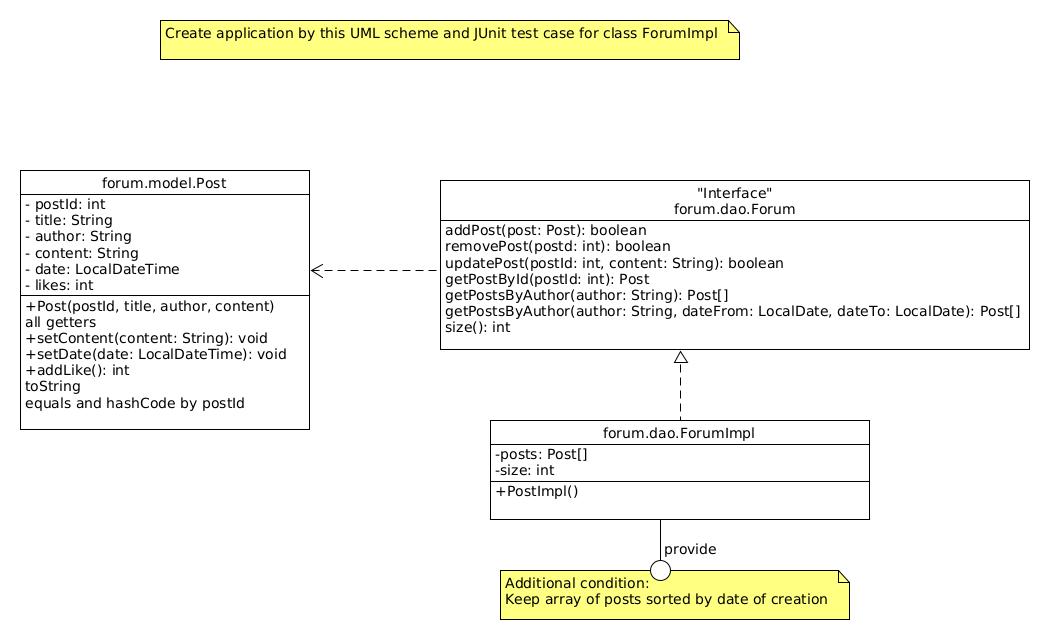 Create application by this UML scheme and JUnit test case for class ForumImpl
forum.model.Post
- postId: int
- title: String
- author: String
- content: String
- date: LocalDateTime
- likes: int
+Post(postId, title, author, content)
all getters
+setContent(content: String): void
+setDate(date: LocalDateTime): void
+addLike(): int
toString
equals and hashCode by postId
"Interface"
forum.dao.Forum
addPost(post: Post): boolean
removePost(postd: int): boolean
updatePost(postId: int, content: String): boolean
getPostById(postId: int): Post
getPostsByAuthor(author: String): Post[]
getPostsByAuthor(author: String, dateFrom: LocalDate, dateTo: LocalDate): Post[]
size(): int
forum.dao.ForumImpl
-posts: Post[]
-size: int
+PostImpl()
provide
Additional condition:
Keep array of posts sorted by date of creation